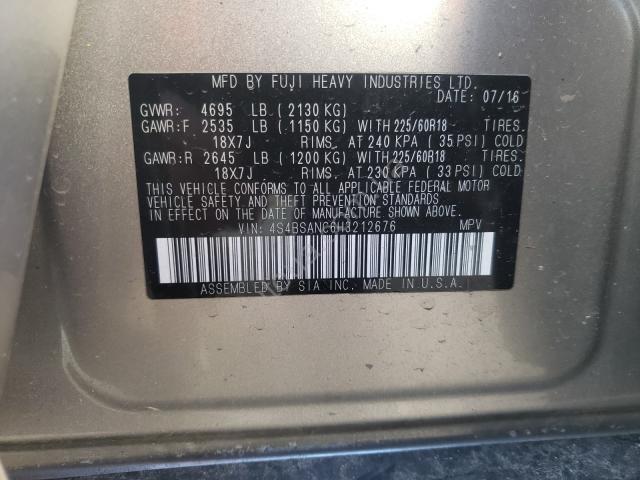 MFD BY FUJI HEAVY INDUSTRIES LTD.
DATE: 07/16
GVWR: 4695 LB ( 2130 KG)
GAWR:F 2535 LB ( 1150 KG) WITH 225/60R18 TIRES.
18X7J RIMS. AT 240 KPA ( 35 PSI) COLD
GAWR:R 2645 LB ( 1200 KG) WITH 225/60R18 TIRES.
18X7J RIMS. AT 230 KPA ( 33 PSI) COLD
THIS VEHICLE CONFORMS TO ALL APPLICABLE FEDERAL MOTOR
VEHICLE SAFETY, BUMPER, AND THEFT PREVENTION STANDARDS
IN EFFECT ON THE DATE OF MANUFACTURE SHOWN ABOVE.
VIN: 4S4BSANC6H3212676 MPV
ASSEMBLED BY SIA INC. MADE IN U.S.A.